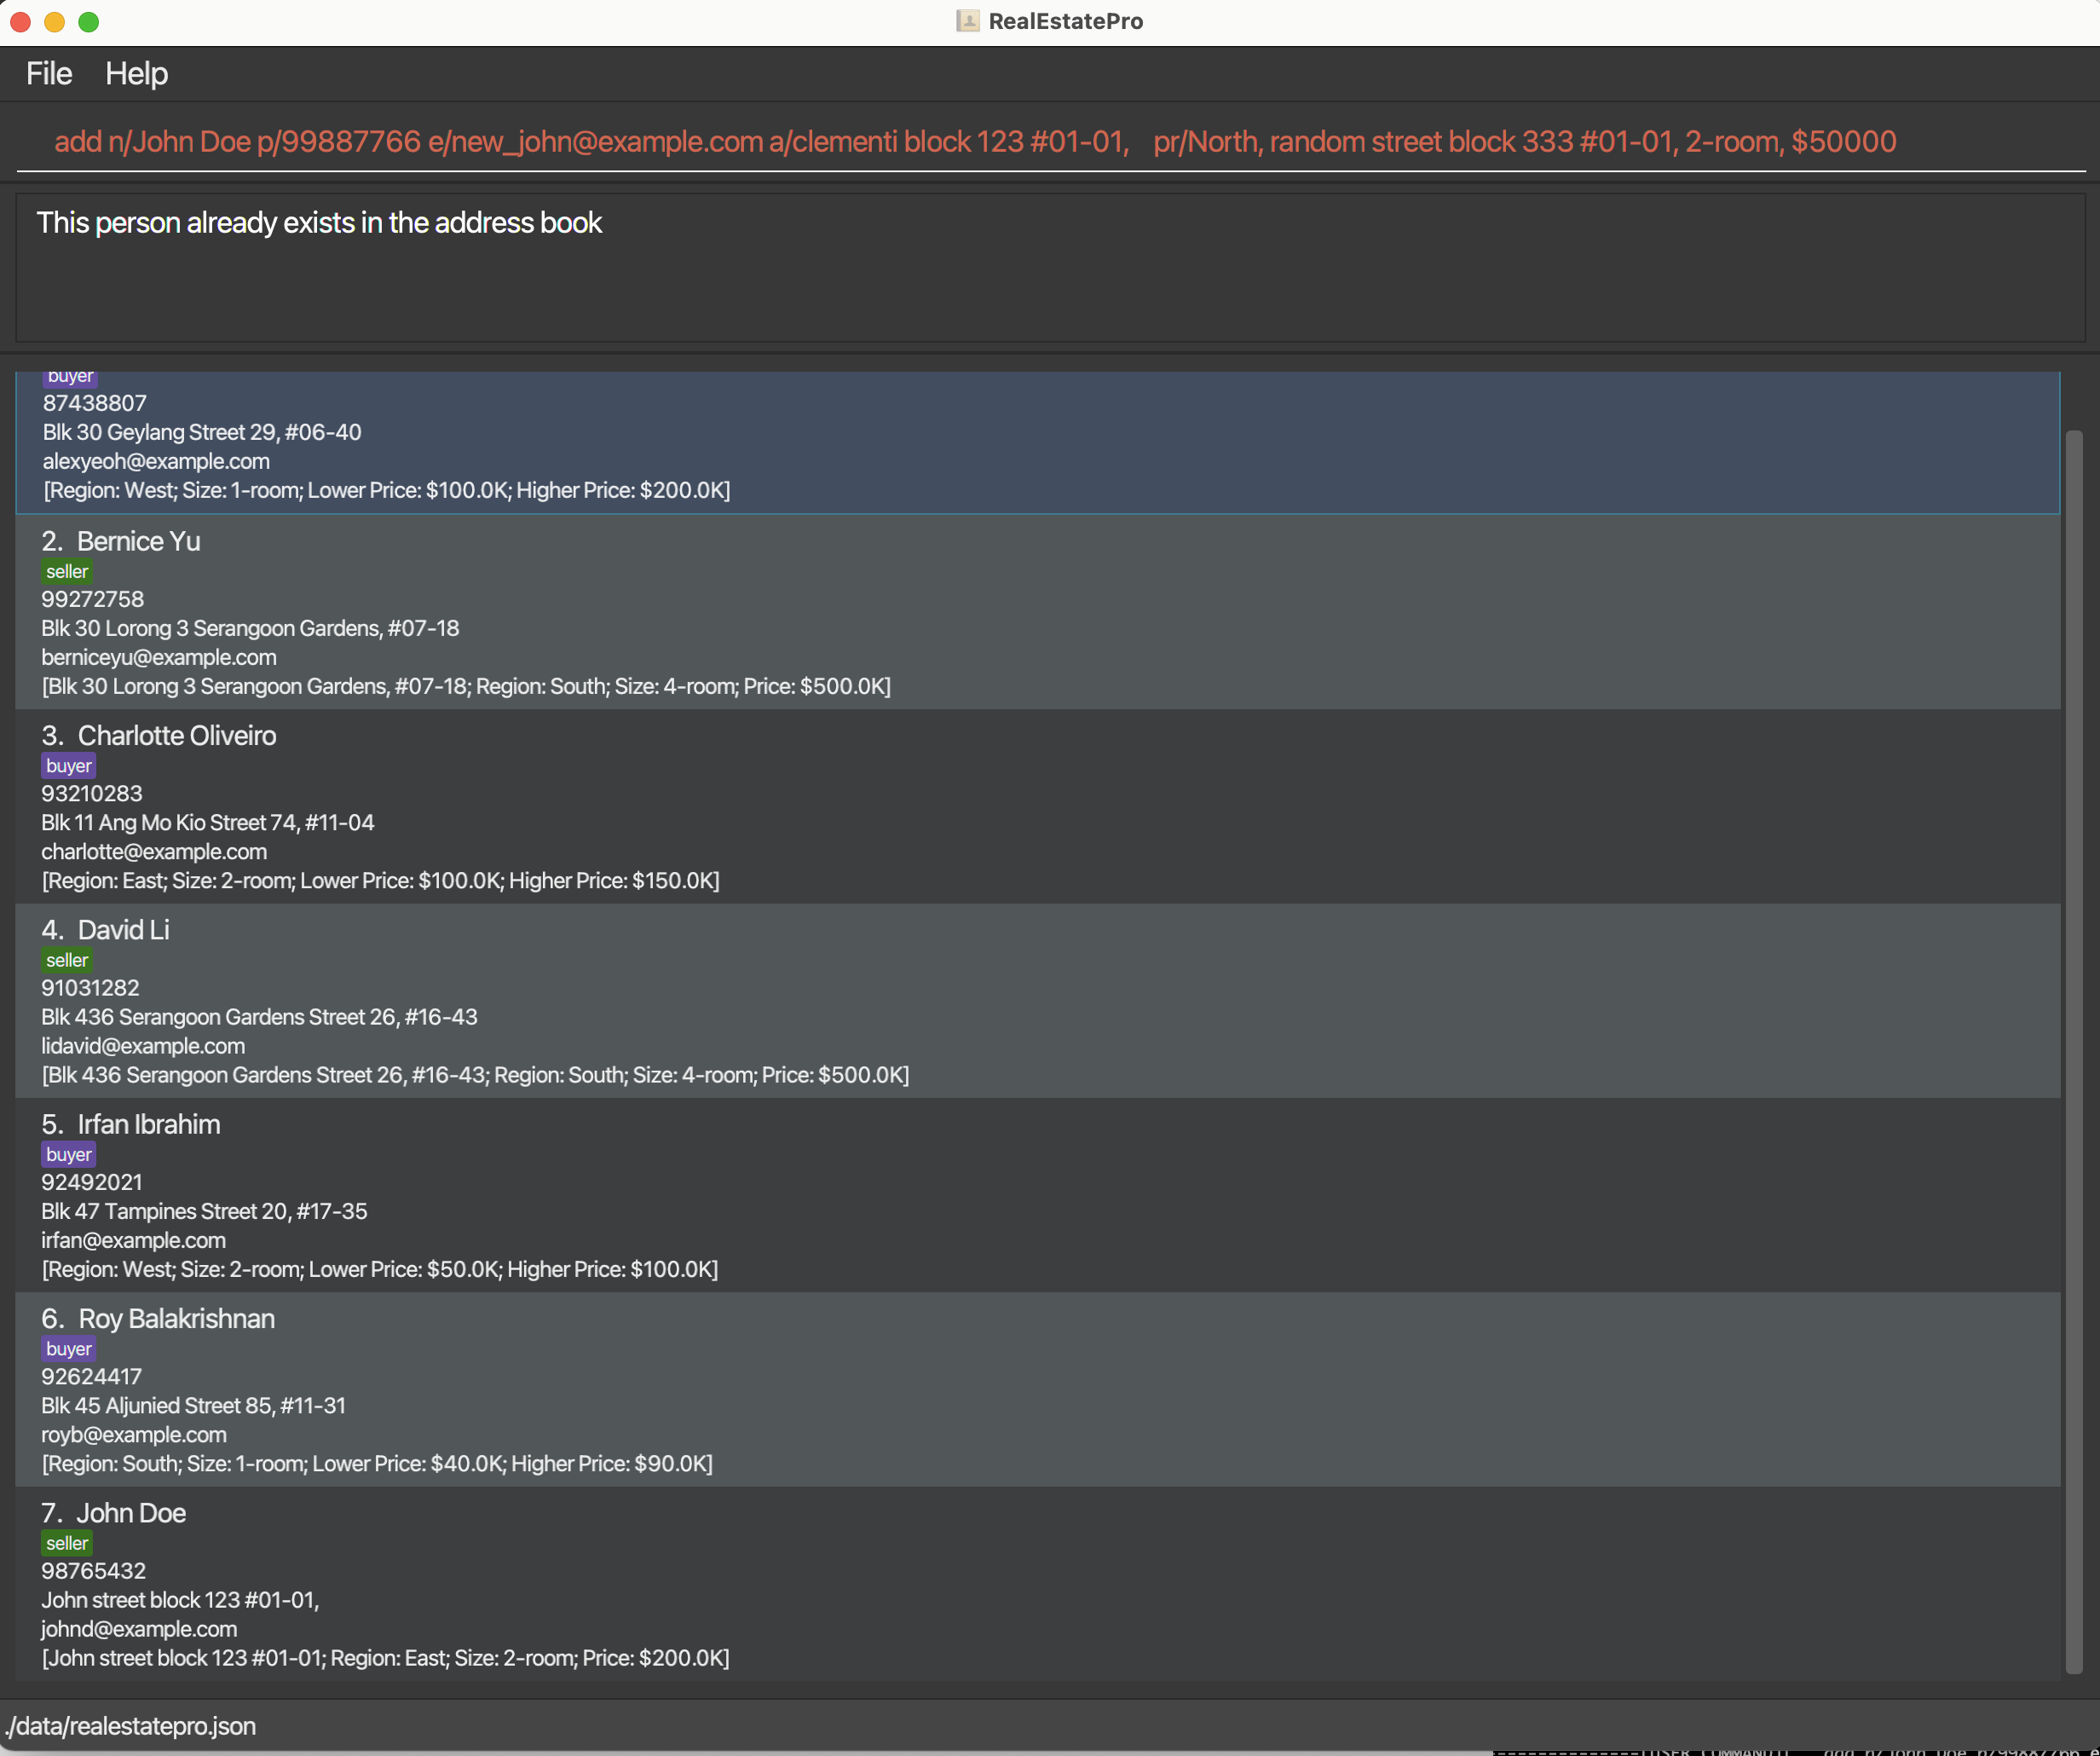 RealEstatePro
File Help
add n/John Doe p/99887766 e/new_john@example.com a/clementi block 123 #01-01, pr/North, random street block 333 #01-01, 2-room, $50000
This person already exists in the address book
buyer
87438807
Blk 30 Geylang Street 29, #06-40
alexyeoh@example.com
[Region: West; Size: 1-room; Lower Price: $100.0K; Higher Price: $200.0K]
2. Bernice Yu
seller
99272758
Blk 30 Lorong 3 Serangoon Gardens, #07-18
berniceyu@example.com
[Blk 30 Lorong 3 Serangoon Gardens, #07-18; Region: South; Size: 4-room; Price: $500.0K]
3. Charlotte Oliveiro
buyer
93210283
Blk 11 Ang Mo Kio Street 74, #11-04
charlotte@example.com
[Region: East; Size: 2-room; Lower Price: $100.0K; Higher Price: $150.0K]
4. David Li
seller
91031282
Blk 436 Serangoon Gardens Street 26, #16-43
lidavid@example.com
[Blk 436 Serangoon Gardens Street 26, #16-43; Region: South; Size: 4-room; Price: $500.0K]
5. Irfan Ibrahim
buyer
92492021
Blk 47 Tampines Street 20, #17-35
irfan@example.com
[Region: West; Size: 2-room; Lower Price: $50.0K; Higher Price: $100.0K]
6. Roy Balakrishnan
buyer
92624417
Blk 45 Aljunied Street 85, #11-31
royb@example.com
[Region: South; Size: 1-room; Lower Price: $40.0K; Higher Price: $90.0K]
7. John Doe
seller
98765432
John street block 123 #01-01,
johnd@example.com
[John street block 123 #01-01; Region: East; Size: 2-room; Price: $200.0K]
./data/realestatepro.json